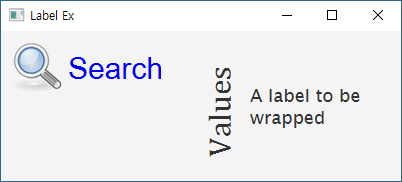 Label Ex
Search
Values
A label to be
wrapped